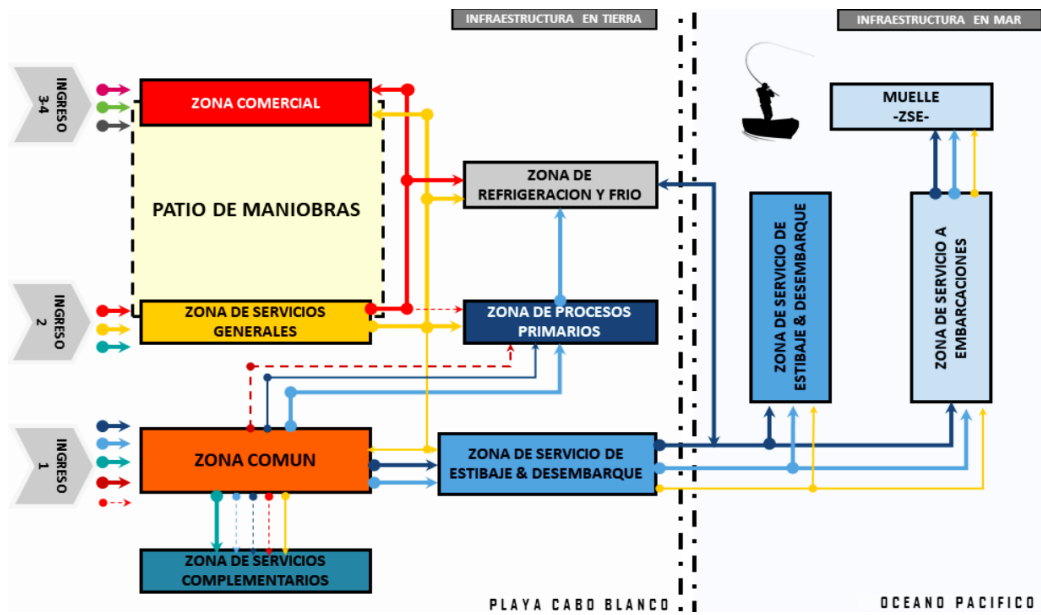 INFRAESTRUCTURA EN TIERRA
INFRAESTRUCTURA EN MAR
INGRESO
3-4
ZONA COMERCIAL
MUELLE
-ZSE-
ZONA DE
REFRIGERACION Y FRIO
PATIO DE MANIOBRAS
ZONA DE SERVICIO DE
ESTIBAJE & DESEMBARQUE
ZONA DE SERVICIO A
EMBARCACIONES
INGRESO
2
ZONA DE SERVICIOS
GENERALES
ZONA DE PROCESOS
PRIMARIOS
INGRESO
1
ZONA COMUN
ZONA DE SERVICIO DE
ESTIBAJE & DESEMBARQUE
ZONA DE SERVICIOS
COMPLEMENTARIOS
PLAYA CABO BLANCO
OCEANO PACIFICO